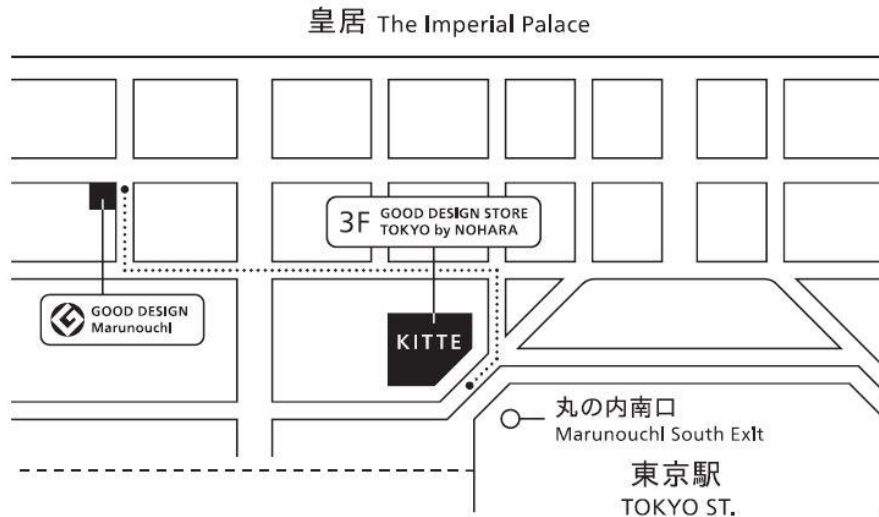 皇居 The Imperial Palace
3F GOOD DESIGN STORE
TOKYO by NOHARA
GOOD DESIGN
Marunouchi
KITTE
丸の内南口
Marunouchi South Exit
東京駅
TOKYO ST.